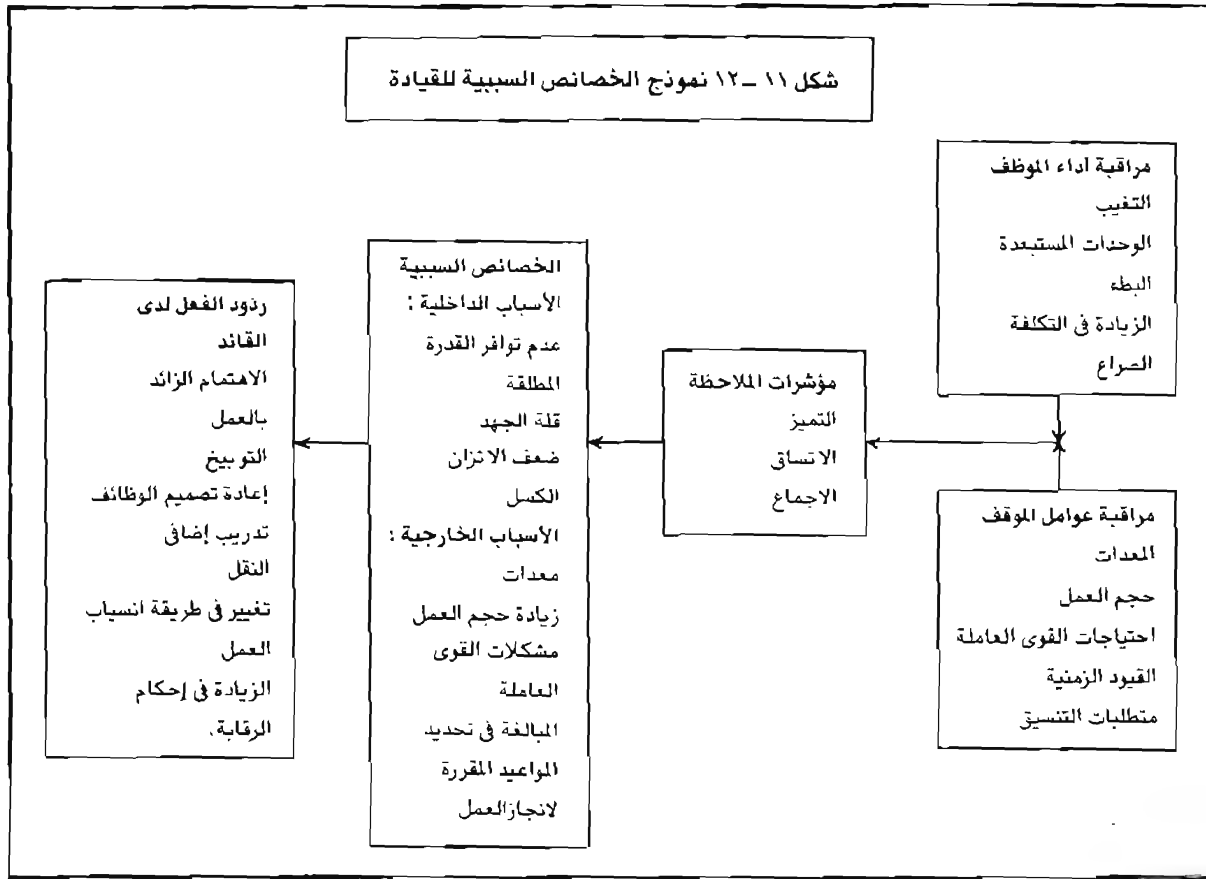 شكل ١١ – ١٢ نموذج الخصائص السببية للقيادة
مراقبة أداء الموظف
التغيب
الوحدات المستبعدة
البطء
الزيادة فى التكلفة
الصراع
مراقبة عوامل الموقف
المعدات
حجم العمل
احتياجات القوى العاملة
القيود الزمنية
متطلبات التنسيق
مؤشرات الملاحظة
التميز
الاتساق
الاجماع
الخصائص السببية
الأسباب الداخلية :
عدم توافر القدرة
المطلقة
قلة الجهد
ضعف الاتزان
الكسل
الأسباب الخارجية :
معدات
زيادة حجم العمل
مشكلات القوى
العاملة
المبالغة فى تحديد
المواعيد المقررة
لانجاز العمل
ردود الفعل لدى
القائد
الاهتمام الزائد
بالعمل
التوبيخ
إعادة تصميم الوظائف
تدريب إضافى
النقل
تغيير فى طريقة انسياب
العمل
الزيادة فى إحكام
الرقابة.